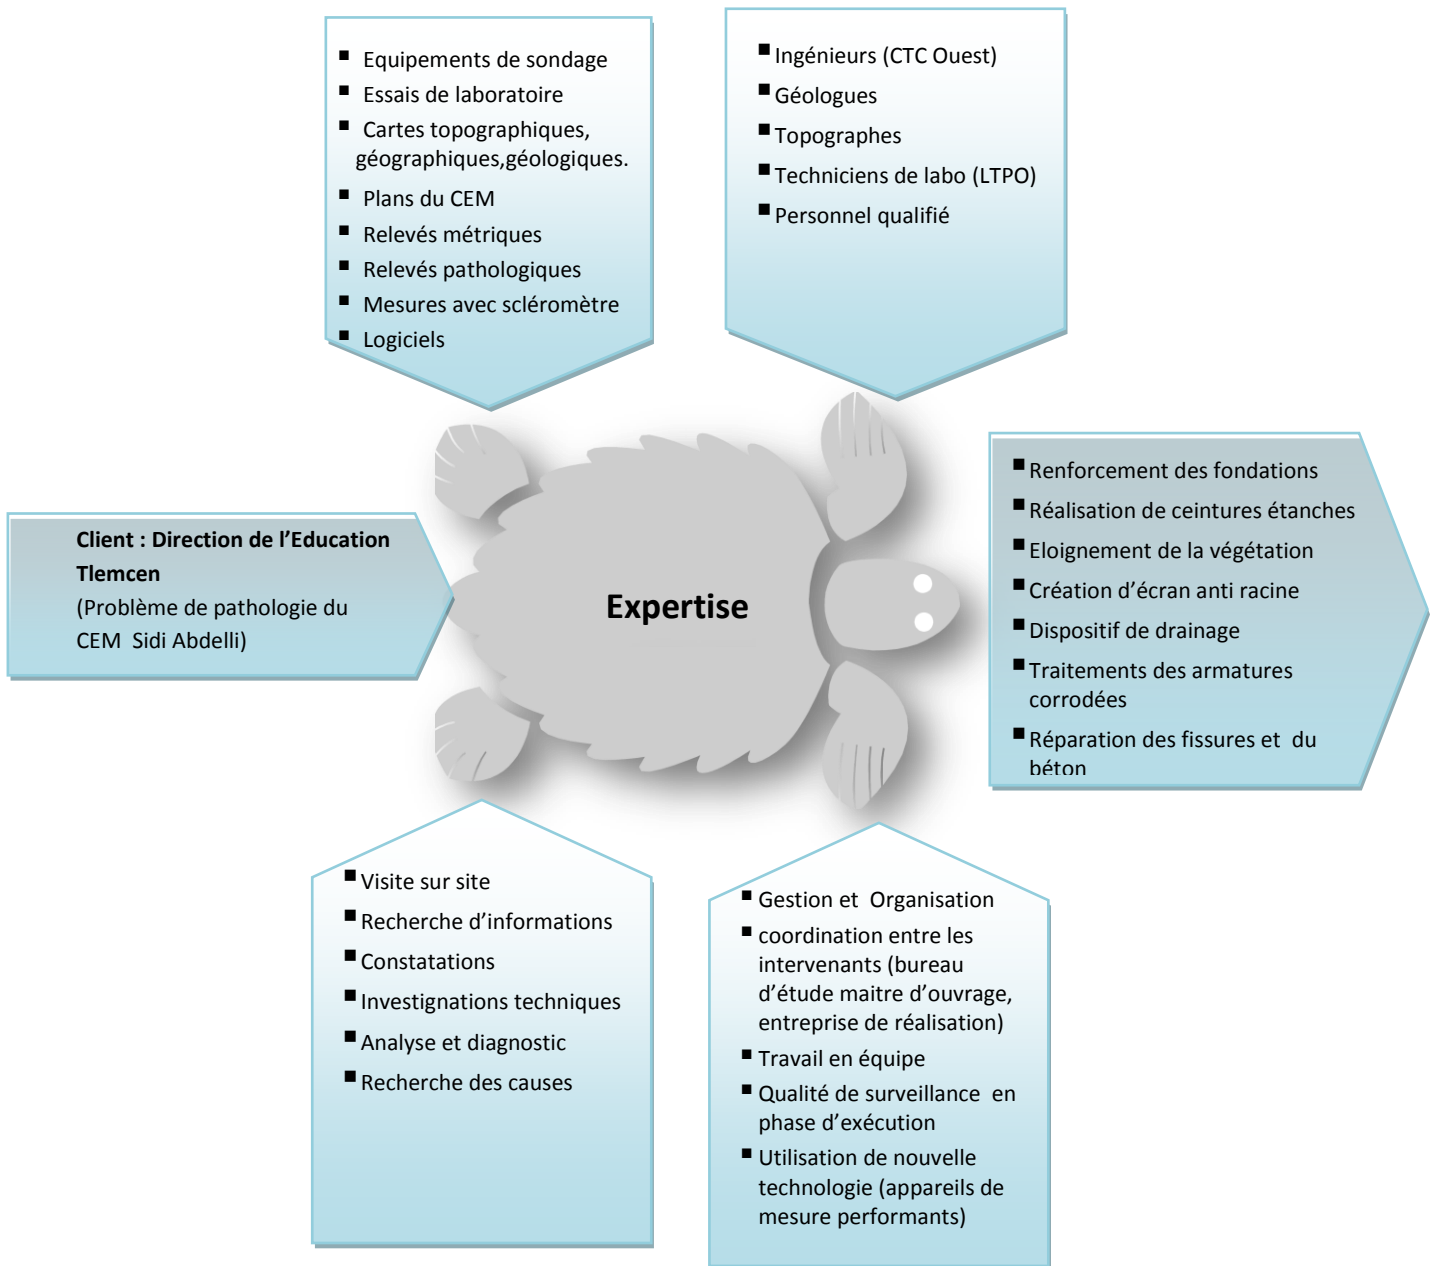 Equipements de sondage
Essais de laboratoire
Cartes topographiques,
géographiques,géologiques.
Plans du CEM
Relevés métriques
Relevés pathologiques
Mesures avec scléromètre
Logiciels
Ingénieurs (CTC Ouest)
Géologues
Topographes
Techniciens de labo (LTPO)
Personnel qualifié
Client : Direction de l’Education
Tlemcen
(Problème de pathologie du
CEM Sidi Abdelli)
Expertise
Renforcement des fondations
Réalisation de ceintures étanches
Eloignement de la végétation
Création d’écran anti racine
Dispositif de drainage
Traitements des armatures
corrodées
Réparation des fissures et du
béton
Visite sur site
Recherche d’informations
Constatations
Investignations techniques
Analyse et diagnostic
Recherche des causes
Gestion et Organisation
coordination entre les
intervenants (bureau
d’étude maitre d’ouvrage,
entreprise de réalisation)
Travail en équipe
Qualité de surveillance en
phase d’exécution
Utilisation de nouvelle
technologie (appareils de
mesure performants)